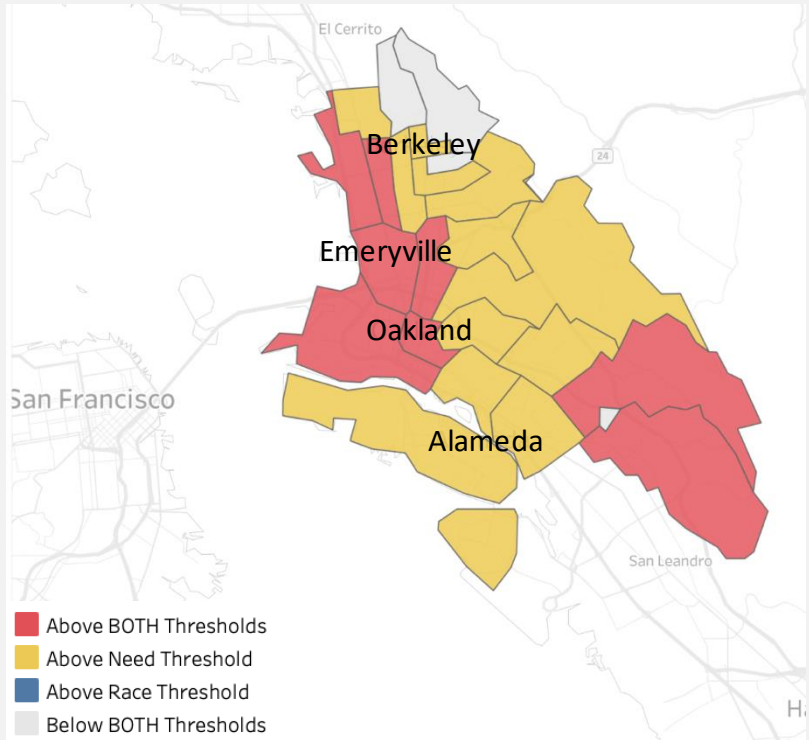 El Cerrito
Berkeley
24
Emeryville
Oakland
San Francisco
Alameda
San Leandro
Above BOTH Thresholds
Above Need Threshold
Above Race Threshold
Below BOTH Thresholds